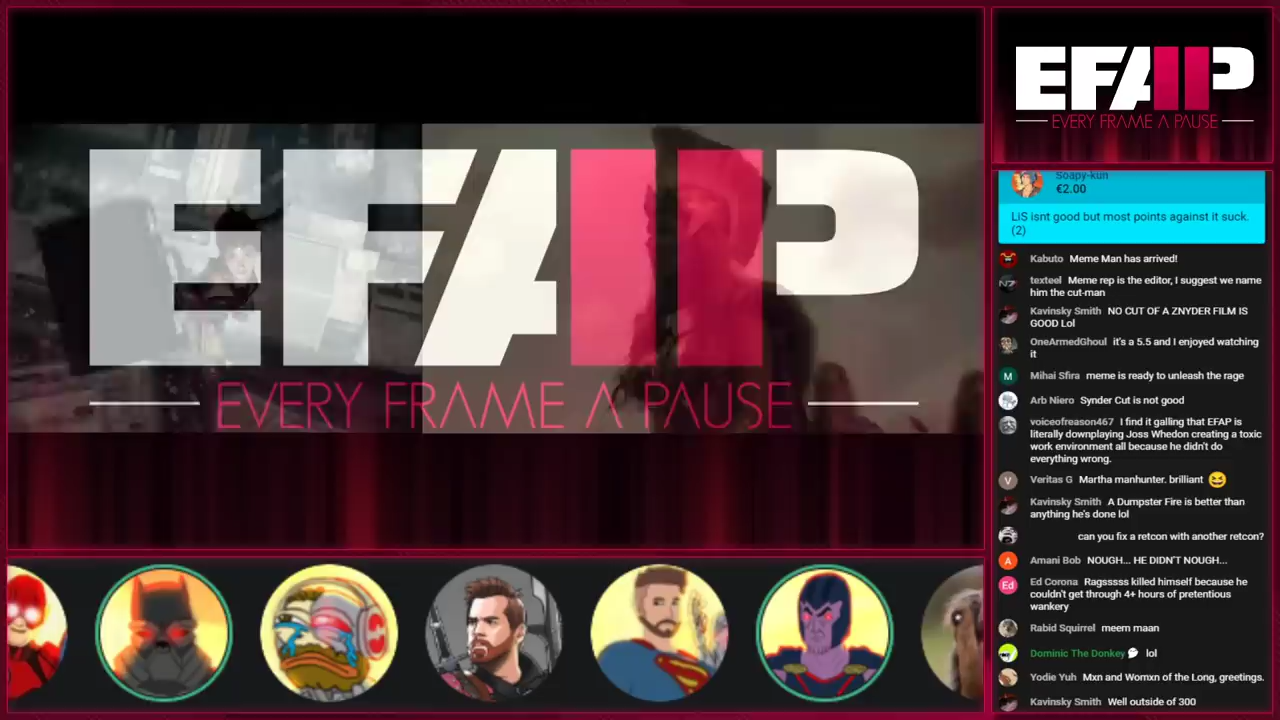 EFAP
EVERY FRAME A PAUSE
EFAP
EVERY FRAME A PAUSE
Soapy-kun
€2.00
LiS isnt good but most points against it suck.
(2)
Kabuto Meme Man has arrived!
texteel Meme rep is the editor, I suggest we name
him the cut-man
Kavinsky Smith NO CUT OF A ZNYDER FILM IS
GOOD Lol
OneArmedGhoul it's a 5.5 and I enjoyed watching
it
M
Mihai Sfira meme is ready to unleash the rage
Arb Niero Synder Cut is not good
voiceofreason467 I find it galling that EFAP is
literally downplaying Joss Whedon creating a toxic
work environment all because he didn't do
everything wrong.
V
Veritas G Martha manhunter. brilliant
Kavinsky Smith A Dumpster Fire is better than
anything he's done lol
can you fix a retcon with another retcon?
A
Amani Bob NOUGH... HE DIDN'T NOUGH...
Ed
Ed Corona Ragsssss killed himself because he
couldn't get through 4+ hours of pretentious
wankery
Rabid Squirrel meem maan
Dominic The Donkey lol
Yodie Yuh Mxn and Womxn of the Long, greetings.
Kavinsky Smith Well outside of 300